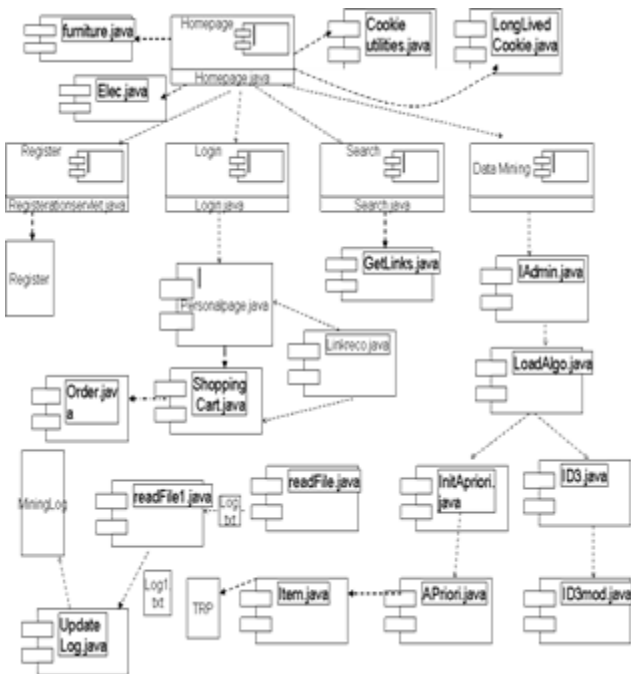 Homepage
furniture.java
Cookie
utilities.java
LongLived
Cookie.java
Homepage.java
Elec.java
Register
Login
Search
Data Mining
Registerationservlet.java
Login.java
Search.java
Register
GetLinks.java
IAdmin.java
Personalpage.java
Linkreco.java
LoadAlgo.java
Order.jav
a
Shopping
Cart.java
MiningLog
readFile1.java
Log
txt
readFile.java
InitApriori.
java
ID3.java
Log1.
txt
TRP
Item.java
APriori.java
ID3mod.java
Update
Log.java